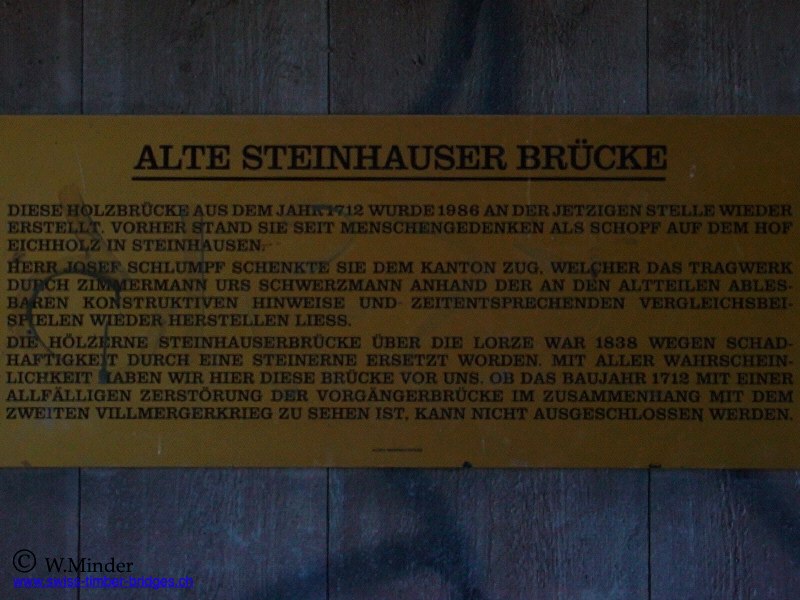 ALTE STEINHAUSER BRÜCKE
DIESE HOLZBRÜCKE AUS DEM JAHR 1712 WURDE 1986 AN DER JETZIGEN STELLE WIEDER
ERSTELLT. VORHER STAND SIE SEIT MENSCHENGEDENKEN ALS SCHOPF AUF DEM HOF
EICHHOLZ IN STEINHAUSEN.
HERR JOSEF SCHLUMPF SCHENKTE SIE DEM KANTON ZUG, WELCHER DAS TRAGWERK
DURCH ZIMMERMANN URS SCHWERZMANN ANHAND DER AN DEN ALTTEILEN ABLES-
BAREN KONSTRUKTIVEN HINWEISE UND ZEITENTSPRECHENDEN VERGLEICHSBEI-
SPIELEN WIEDER HERSTELLEN LIESS.
DIE HÖLZERNE STEINHAUSERBRÜCKE ÜBER DIE LORZE WAR 1838 WEGEN SCHAD-
HAFTIGKEIT DURCH EINE STEINERNE ERSETZT WORDEN. MIT ALLER WAHRSCHEIN-
LICHKEIT HABEN WIR HIER DIESE BRÜCKE VOR UNS. OB DAS BAUJAHR 1712 MIT EINER
ALLFÄLLIGEN ZERSTÖRUNG DER VORGÄNGERBRÜCKE IM ZUSAMMENHANG MIT DEM
ZWEITEN VILLMERGERKRIEG ZU SEHEN IST, KANN NICHT AUSGESCHLOSSEN WERDEN.
© W.Minder
www.swiss-timber-bridges.ch